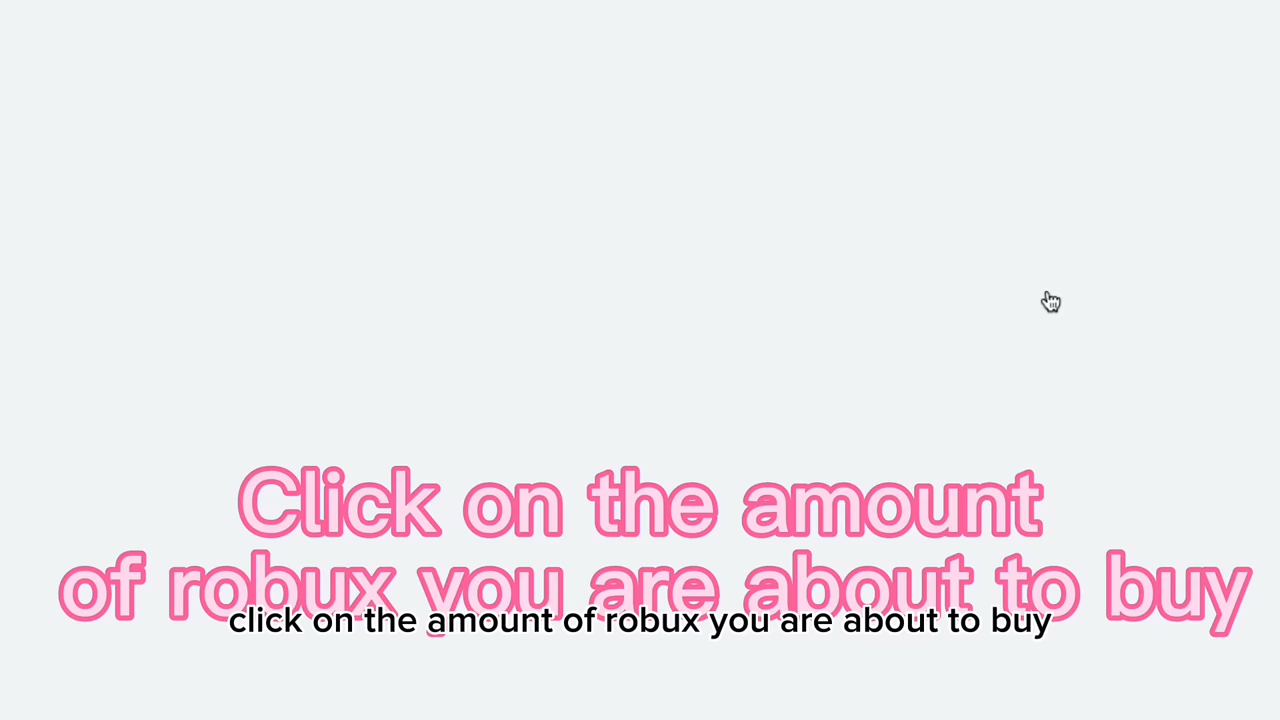 Click on the amount
of robux you are about to buy
click on the amount of robux you are about to buy